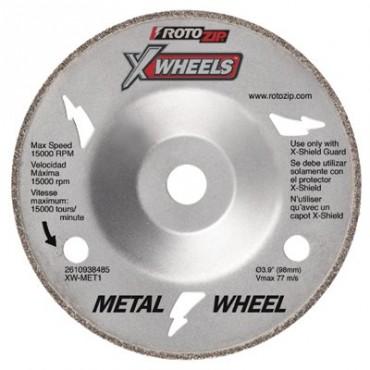 ROTOZIP
XWHEELS
www.rotozip.com
Max Speed
15000 RPM
Velocidad
Máxima
15000 rpm
Vitesse
maximum:
15000 tours/
minute
Use only with
X-Shield Guard
Se debe utilizar
solamente con
el protector
X-Shield
N'utiliser
qu'avec un
capot X-Shield
2610938485
XW-MET1
Ø3.9" (98mm)
Vmax 77 m/s
METAL WHEEL